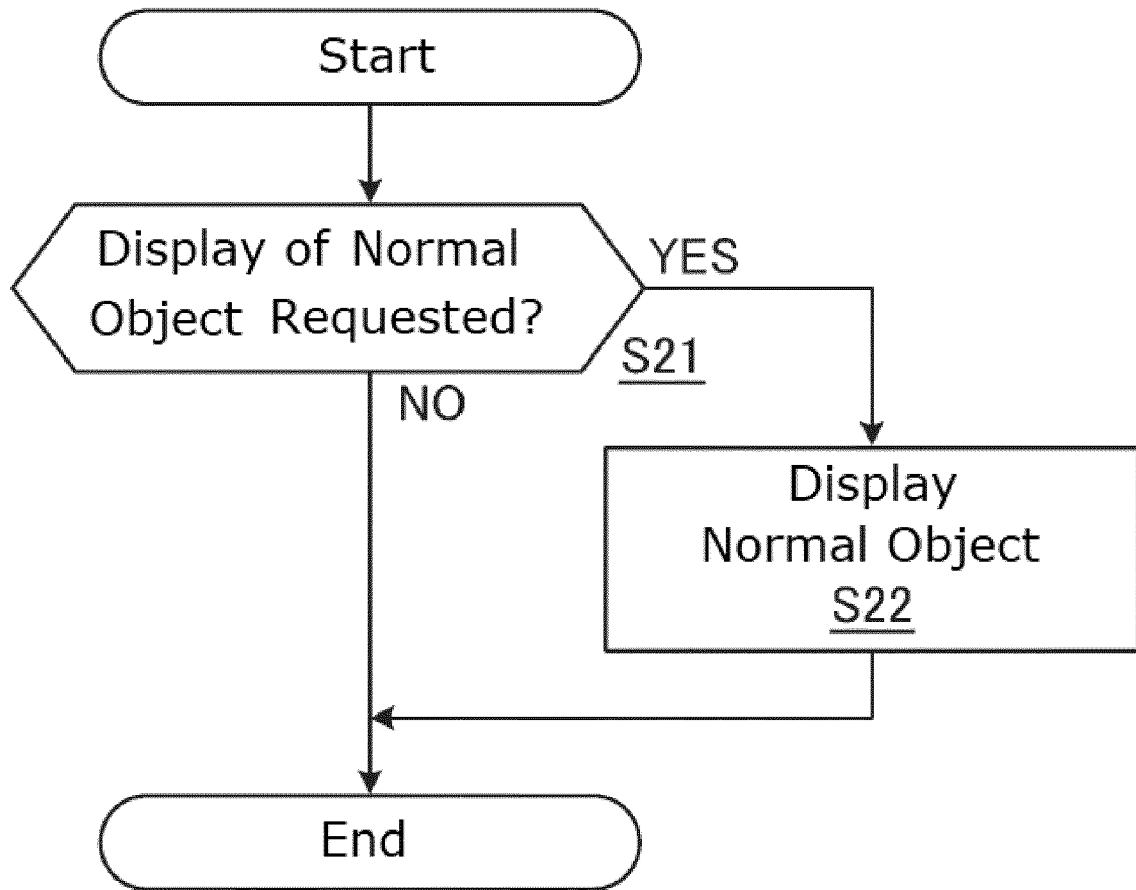 Start
Display of Normal
Object Requested?
YES
S21
NO
Display
Normal Object
S22
End